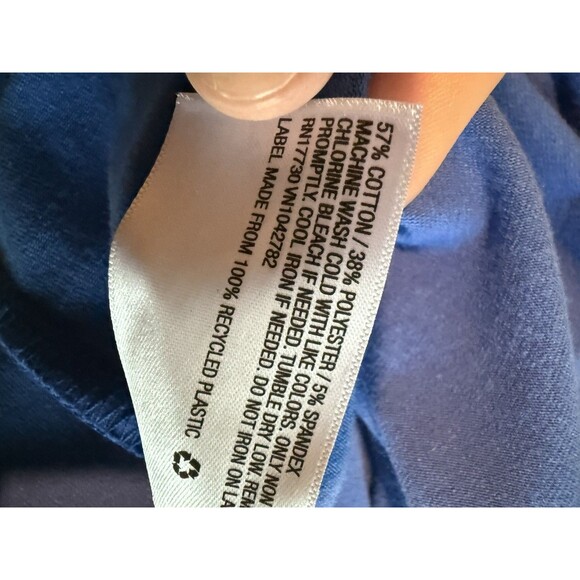 57% COTTON / 38% POLYESTER / 5% SPANDEX
MACHINE WASH COLD WITH LIKE COLORS. ONLY NON
CHLORINE BLEACH IF NEEDED. TUMBLE DRY LOW. REM
PROMPTLY. COOL IRON IF NEEDED. DO NOT IRON ON LA
RN17730 VN1042782
LABEL MADE FROM 100% RECYCLED PLASTIC